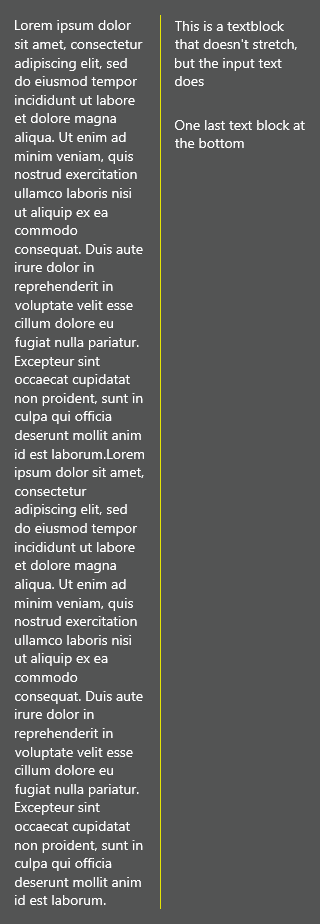 Lorem ipsum dolor
sit amet, consectetur
adipiscing elit, sed
do eiusmod tempor
incididunt ut labore
et dolore magna
aliqua. Ut enim ad
minim veniam, quis
nostrud exercitation
ullamco laboris nisi
ut aliquip ex ea
commodo
consequat. Duis aute
irure dolor in
reprehenderit in
voluptate velit esse
cillum dolore eu
fugiat nulla pariatur.
Excepteur sint
occaecat cupidatat
non proident, sunt in
culpa qui officia
deserunt mollit anim
id est laborum.Lorem
ipsum dolor sit amet,
consectetur
adipiscing elit, sed
do eiusmod tempor
incididunt ut labore
et dolore magna
aliqua. Ut enim ad
minim veniam, quis
nostrud exercitation
ullamco laboris nisi
ut aliquip ex ea
commodo
consequat. Duis aute
irure dolor in
reprehenderit in
voluptate velit esse
cillum dolore eu
fugiat nulla pariatur.
Excepteur sint
occaecat cupidatat
non proident, sunt in
culpa qui officia
deserunt mollit anim
id est laborum.
This is a textblock
that doesn't stretch,
but the input text
does
One last text block at
the bottom